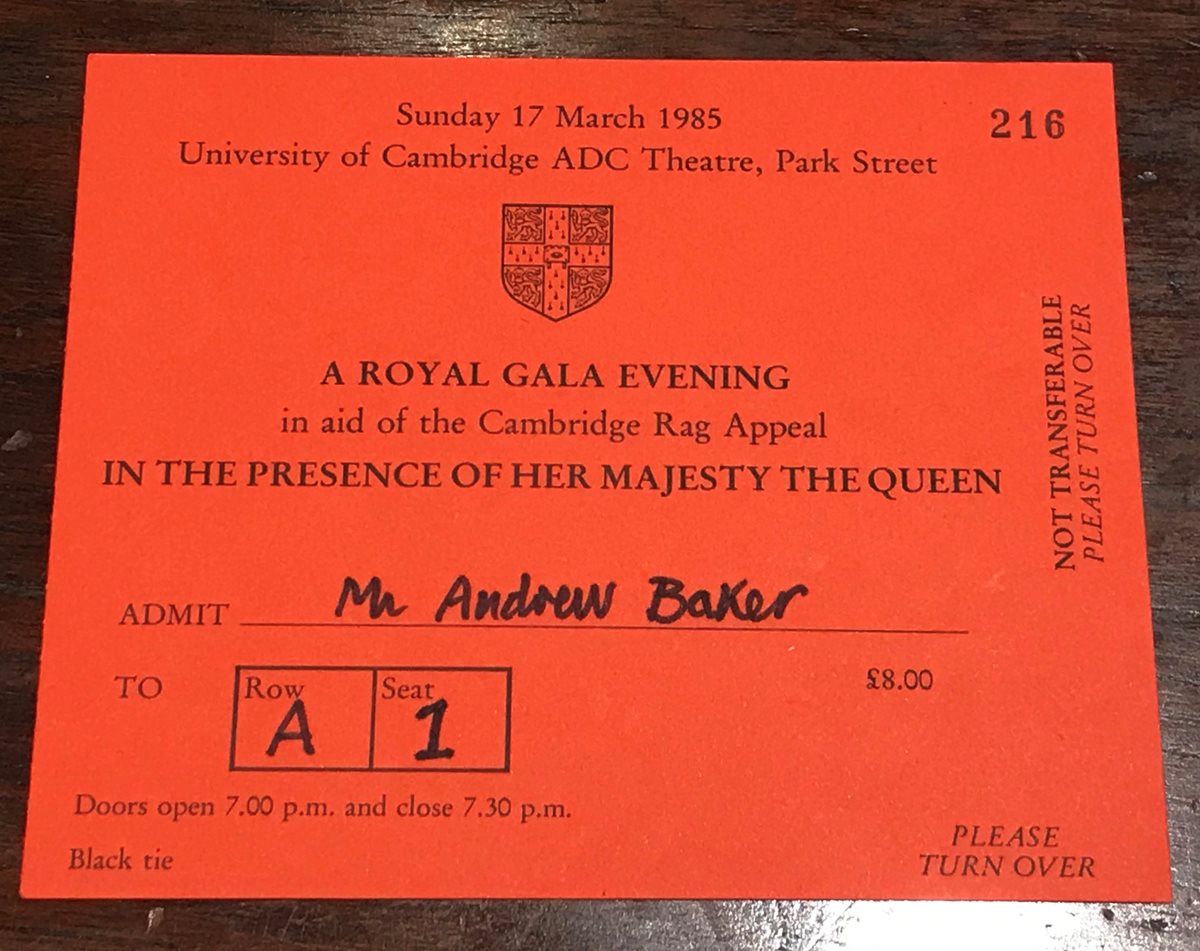 Sunday 17 March 1985
University of Cambridge ADC Theatre, Park Street
216
A ROYAL GALA EVENING
in aid of the Cambridge Rag Appeal
IN THE PRESENCE OF HER MAJESTY THE QUEEN
NOT TRANSFERABLE
PLEASE TURN OVER
ADMIT Mr Andrew Baker
TO Row A Seat 1 £8.00
Doors open 7.00 p.m. and close 7.30 p.m.
Black tie
PLEASE
TURN OVER